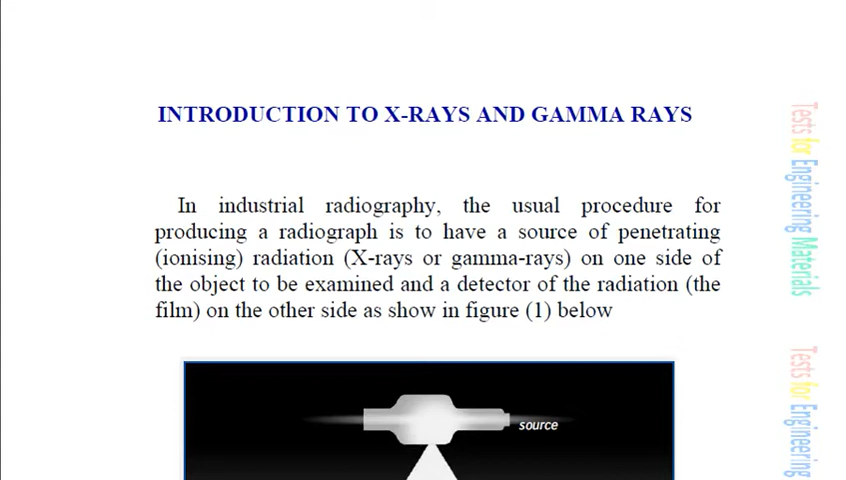 INTRODUCTION TO X-RAYS AND GAMMA RAYS
In industrial radiography, the usual procedure for
producing a radiograph is to have a source of penetrating
(ionising) radiation (X-rays or gamma-rays) on one side of
the object to be examined and a detector of the radiation (the
film) on the other side as show in figure (1) below
source
Tests for Engineering Materials
Tests for Engineering